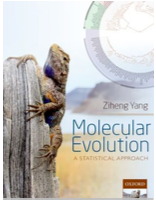 Ziheng Yang
Molecular
Evolution
A STATISTICAL APPROACH
OXFORD